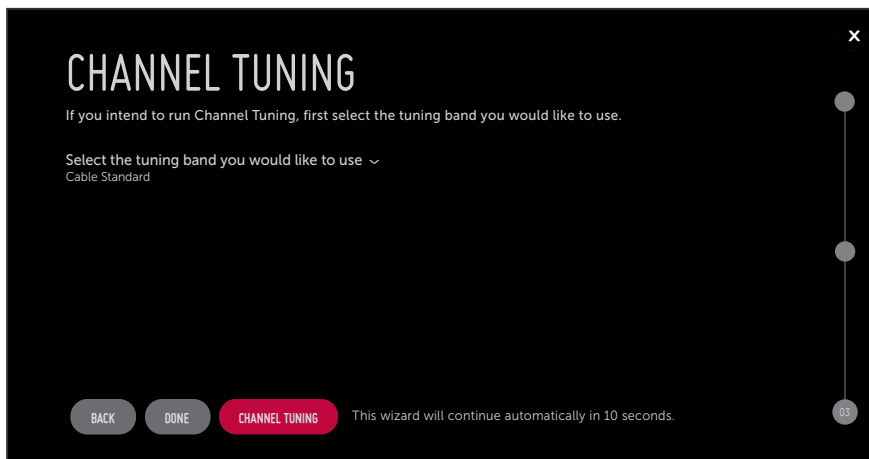 X
CHANNEL TUNING
If you intend to run Channel Tuning, first select the tuning band you would like to use.
Select the tuning band you would like to use
Cable Standard
BACK
DONE
CHANNEL TUNING
This wizard will continue automatically in 10 seconds.
03